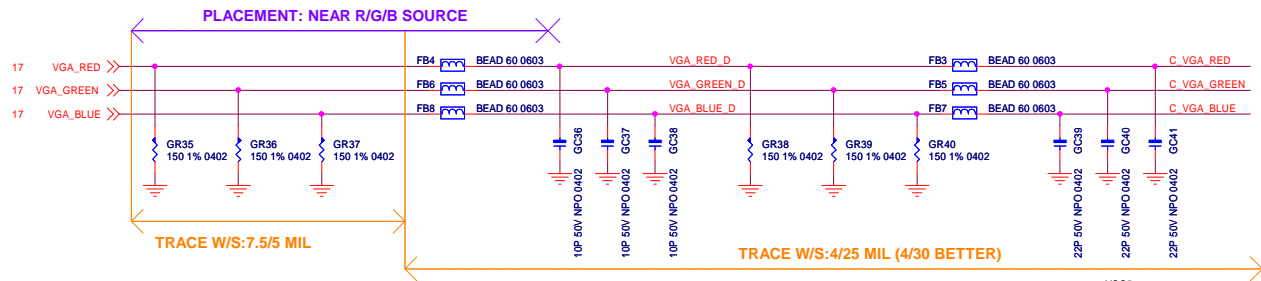 PLACEMENT: NEAR R/G/B SOURCE
17 VGA_RED FB4 BEAD 60 0603 VGA_RED_D FB3 BEAD 60 0603 C_VGA_RED
17 VGA_GREEN FB6 BEAD 60 0603 VGA_GREEN_D FB5 BEAD 60 0603 C_VGA_GREEN
17 VGA_BLUE FB8 BEAD 60 0603 VGA_BLUE_D FB7 BEAD 60 0603 C_VGA_BLUE
GR35
150 1% 0402
GR36
150 1% 0402
GR37
150 1% 0402
GC36
10P 50V NPO 0402
GC37
10P 50V NPO 0402
GC38
10P 50V NPO 0402
GR38
150 1% 0402
GR39
150 1% 0402
GR40
150 1% 0402
GC39
22P 50V NPO 0402
GC40
22P 50V NPO 0402
GC41
22P 50V NPO 0402
TRACE W/S:7.5/5 MIL
TRACE W/S:4/25 MIL (4/30 BETTER)